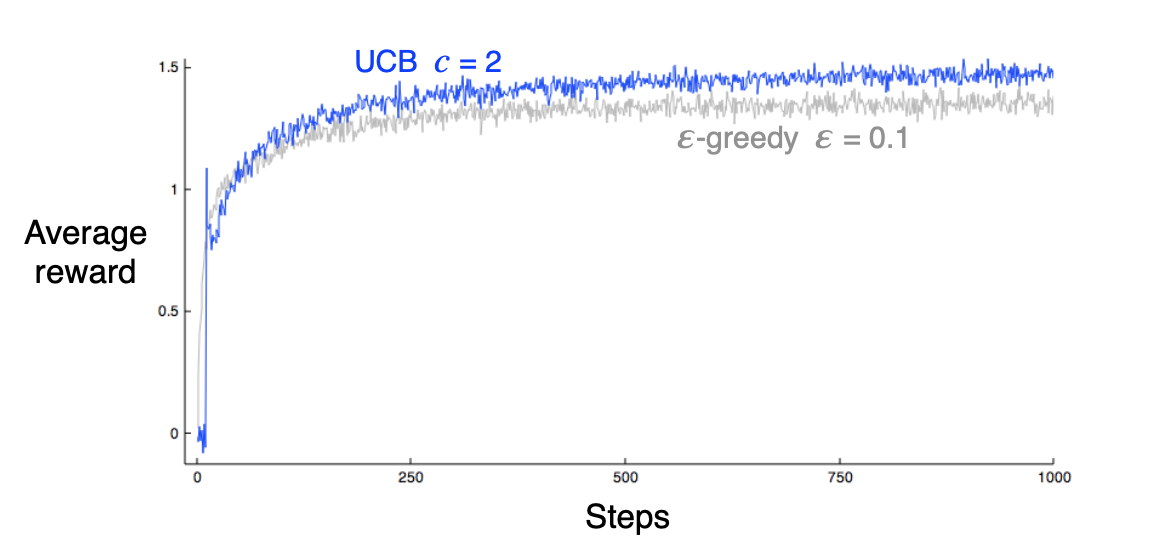 UCB c = 2
1.5
ε-greedy ε = 0.1
1
Average
reward
0.5
0
0 250 500 750 1000
Steps